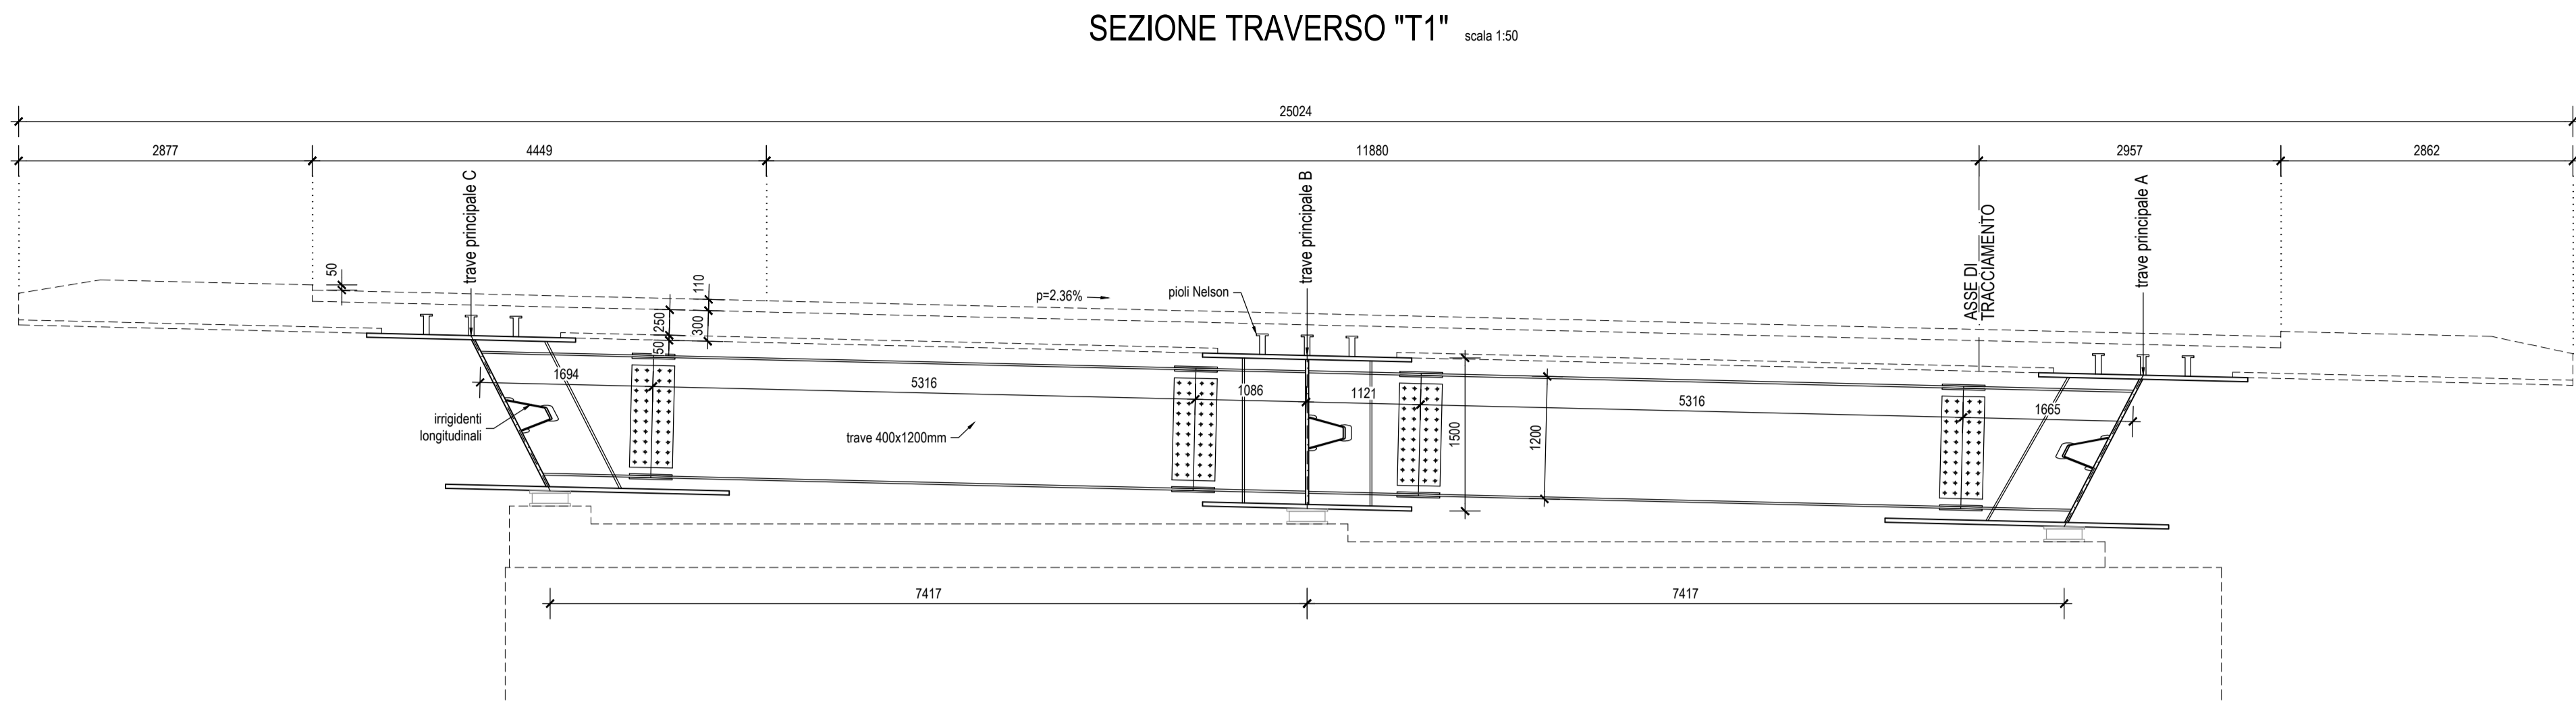 SEZIONE TRAVERSO "T1" scala 1:50
25024
2877
4449
11880
2957
2862
trave principale C
trave principale B
ASSE DI
TRACCIAMENTO
trave principale A
50
110
250
300
50
p=2.36%
pioli Nelson
1694
5316
1086
1121
5316
1665
irrigidenti
longitudinali
trave 400x1200mm
1500
1200
7417
7417